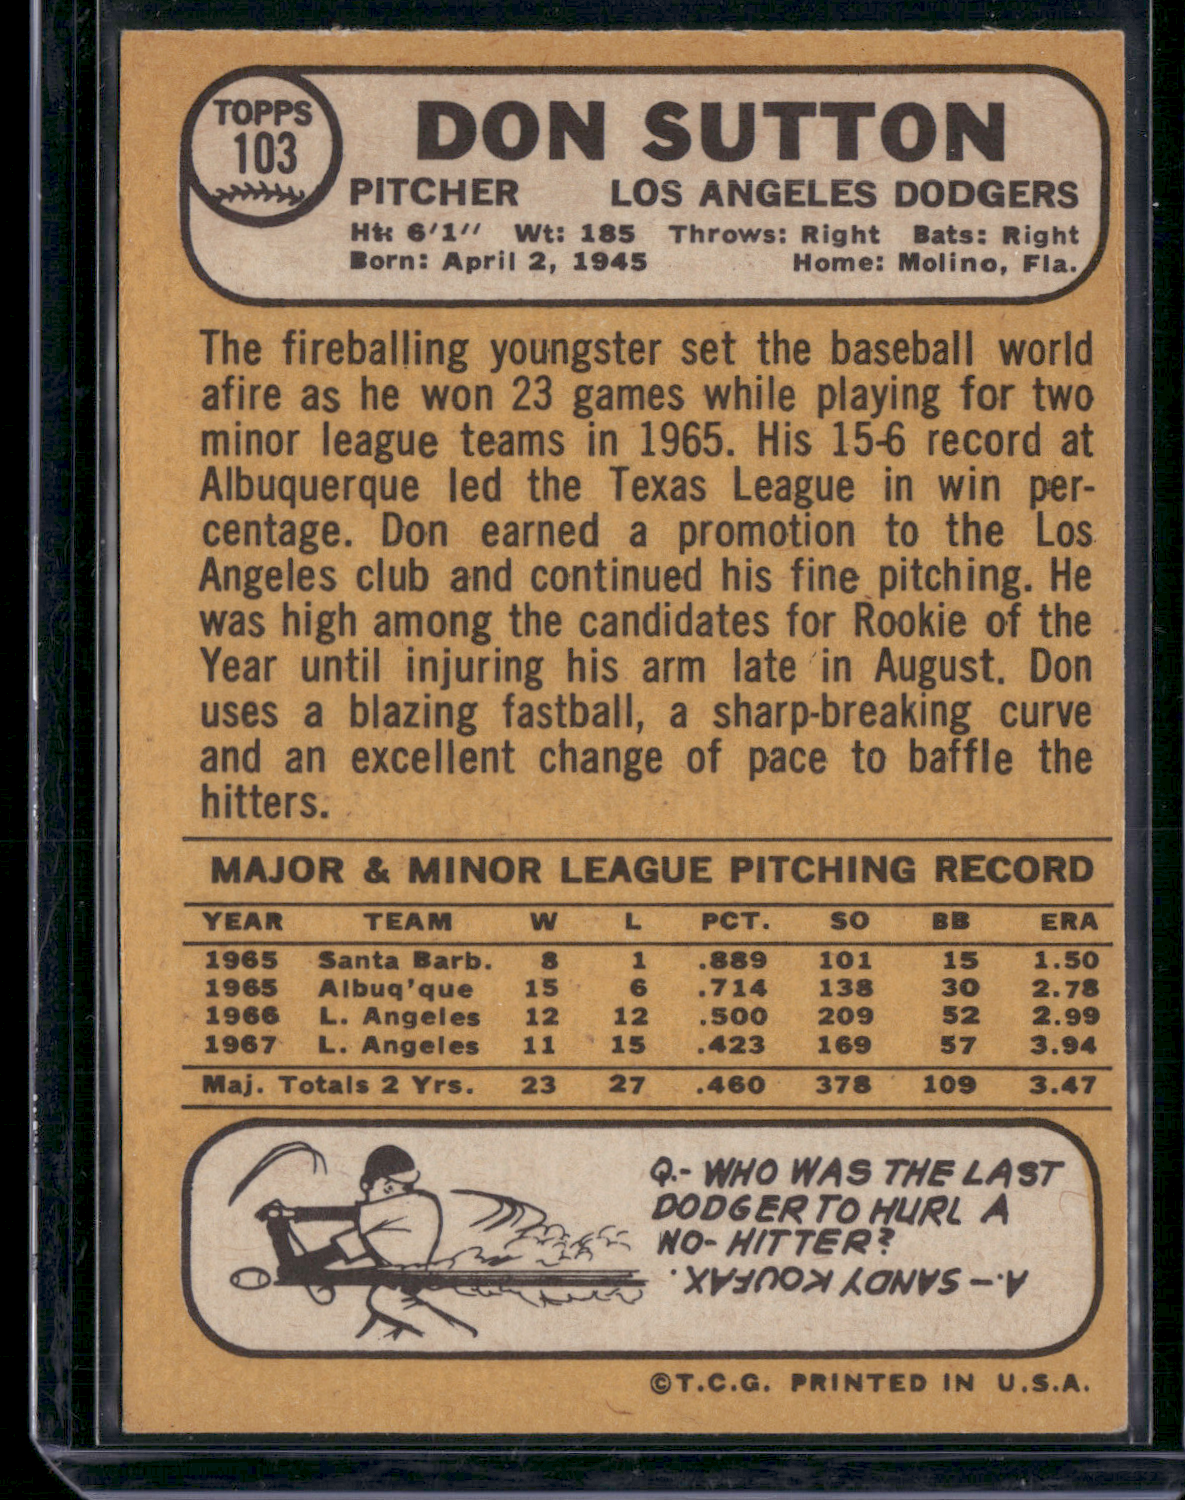 TOPPS
103
DON SUTTON
PITCHER LOS ANGELES DODGERS
Ht: 6'1'' Wt: 185 Throws: Right Bats: Right
Born: April 2, 1945 Home: Molino, Fla.
The fireballing youngster set the baseball world
afire as he won 23 games while playing for two
minor league teams in 1965. His 15-6 record at
Albuquerque led the Texas League in win per-
centage. Don earned a promotion to the Los
Angeles club and continued his fine pitching. He
was high among the candidates for Rookie of the
Year until injuring his arm late in August. Don
uses a blazing fastball, a sharp-breaking curve
and an excellent change of pace to baffle the
hitters.
MAJOR & MINOR LEAGUE PITCHING RECORD
YEAR TEAM W L PCT. SO BB ERA
1965 Santa Barb. 8 1 .889 101 15 1.50
1965 Albuq'que 15 6 .714 138 30 2.78
1966 L. Angeles 12 12 .500 209 52 2.99
1967 L. Angeles 11 15 .423 169 57 3.94
Maj. Totals 2 Yrs. 23 27 .460 378 109 3.47
Q.- WHO WAS THE LAST
DODGER TO HURL A
NO-HITTER?
A.- SANDY KOUFAX.
©T.C.G. PRINTED IN U.S.A.